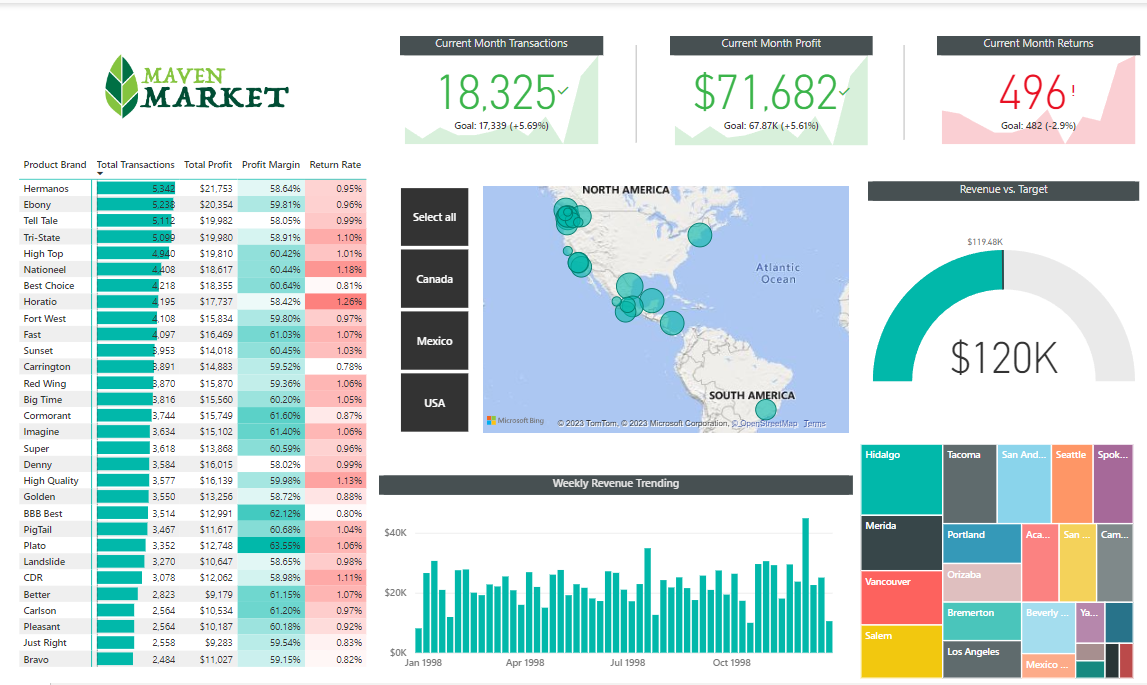 MAVEN
MARKET
Current Month Transactions
18,325
Goal: 17,339 (+5.69%)
Current Month Profit
$71,682
Goal: 67.87K (+5.61%)
Current Month Returns
496 !
Goal: 482 (-2.9%)
Product Brand Total Transactions Total Profit Profit Margin Return Rate
Hermanos 5,342 $21,753 58.64% 0.95%
Ebony 5,238 $20,354 59.81% 0.96%
Tell Tale 5,112 $19,982 58.05% 0.99%
Tri-State 5,099 $19,980 58.91% 1.10%
High Top 4,940 $19,810 60.42% 1.01%
Nationeel 4,408 $18,617 60.44% 1.18%
Best Choice 4,218 $18,355 60.64% 0.81%
Horatio 4,195 $17,737 58.42% 1.26%
Fort West 4,108 $15,834 59.80% 0.97%
Fast 4,097 $16,469 61.03% 1.07%
Sunset 3,953 $14,018 60.45% 1.03%
Carrington 3,891 $14,883 59.52% 0.78%
Red Wing 3,870 $15,870 59.36% 1.06%
Big Time 3,816 $15,560 60.20% 1.05%
Cormorant 3,744 $15,749 61.60% 0.87%
Imagine 3,634 $15,102 61.40% 1.06%
Super 3,618 $13,868 60.59% 0.96%
Denny 3,584 $16,015 58.02% 0.99%
High Quality 3,577 $16,139 59.98% 1.13%
Golden 3,550 $13,256 58.72% 0.88%
BBB Best 3,514 $12,991 62.12% 0.80%
PigTail 3,467 $11,617 60.68% 1.04%
Plato 3,352 $12,748 63.55% 1.06%
Landslide 3,270 $10,647 58.65% 0.98%
CDR 3,078 $12,062 58.98% 1.11%
Better 2,823 $9,179 61.15% 1.07%
Carlson 2,564 $10,534 61.20% 0.97%
Pleasant 2,564 $10,187 60.18% 0.92%
Just Right 2,558 $9,283 59.54% 0.83%
Bravo 2,484 $11,027 59.15% 0.82%
Select all
Canada
Mexico
USA
NORTH AMERICA
Atlantic
Ocean
SOUTH AMERICA
Microsoft Bing
© 2023 TomTom, © 2023 Microsoft Corporation, © OpenStreetMap Terms
Revenue vs. Target
$119.48K
$120K
Weekly Revenue Trending
$40K
$20K
$0K
Jan 1998 Apr 1998 Jul 1998 Oct 1998
Hidalgo
Merida
Vancouver
Salem
Tacoma
San And...
Seattle
Spok...
Portland
Orizaba
Aca...
San ...
Cam...
Bremerton
Los Angeles
Beverly ...
Mexico ...
Ya...